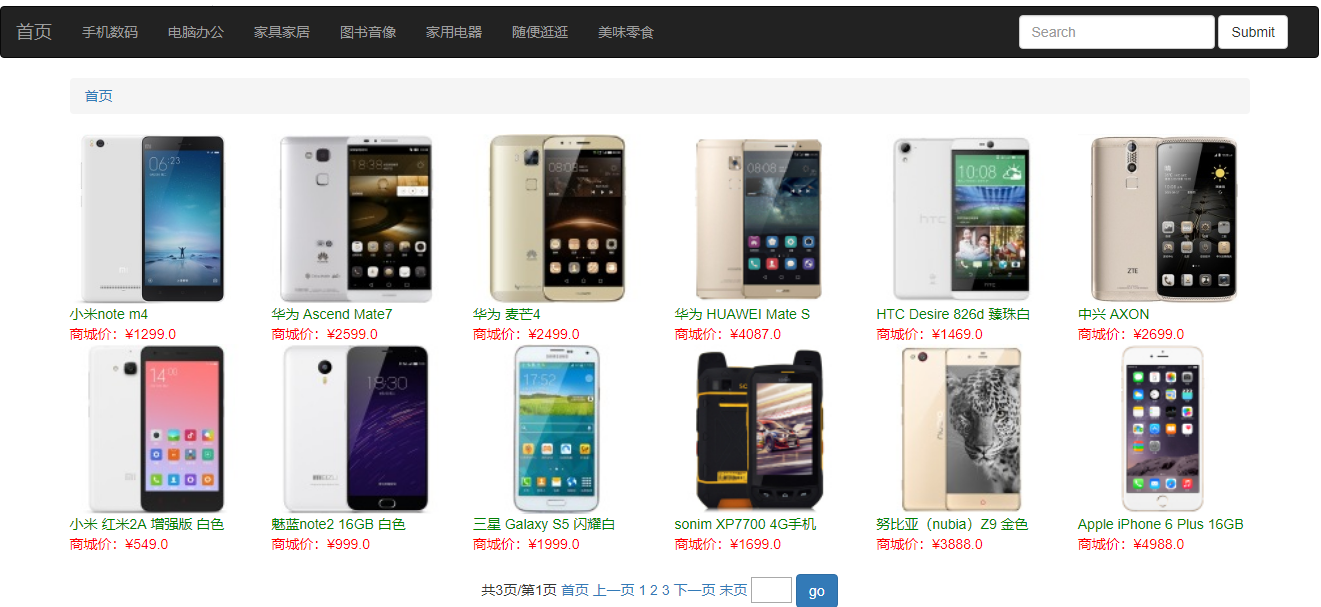 首页 手机数码 电脑办公 家具家居 图书音像 家用电器 随便逛逛 美味零食 Search Submit
首页
小米note m4 华为 Ascend Mate7 华为 麦芒4 华为 HUAWEI Mate S HTC Desire 826d 臻珠白 中兴 AXON
商城价：¥1299.0 商城价：¥2599.0 商城价：¥2499.0 商城价：¥4087.0 商城价：¥1469.0 商城价：¥2699.0
小米 红米2A 增强版 白色 魅蓝note2 16GB 白色 三星 Galaxy S5 闪耀白 sonim XP7700 4G手机 努比亚（nubia）Z9 金色 Apple iPhone 6 Plus 16GB
商城价：¥549.0 商城价：¥999.0 商城价：¥1999.0 商城价：¥1699.0 商城价：¥3888.0 商城价：¥4988.0
共3页/第1页 首页 上一页 1 2 3 下一页 末页 go